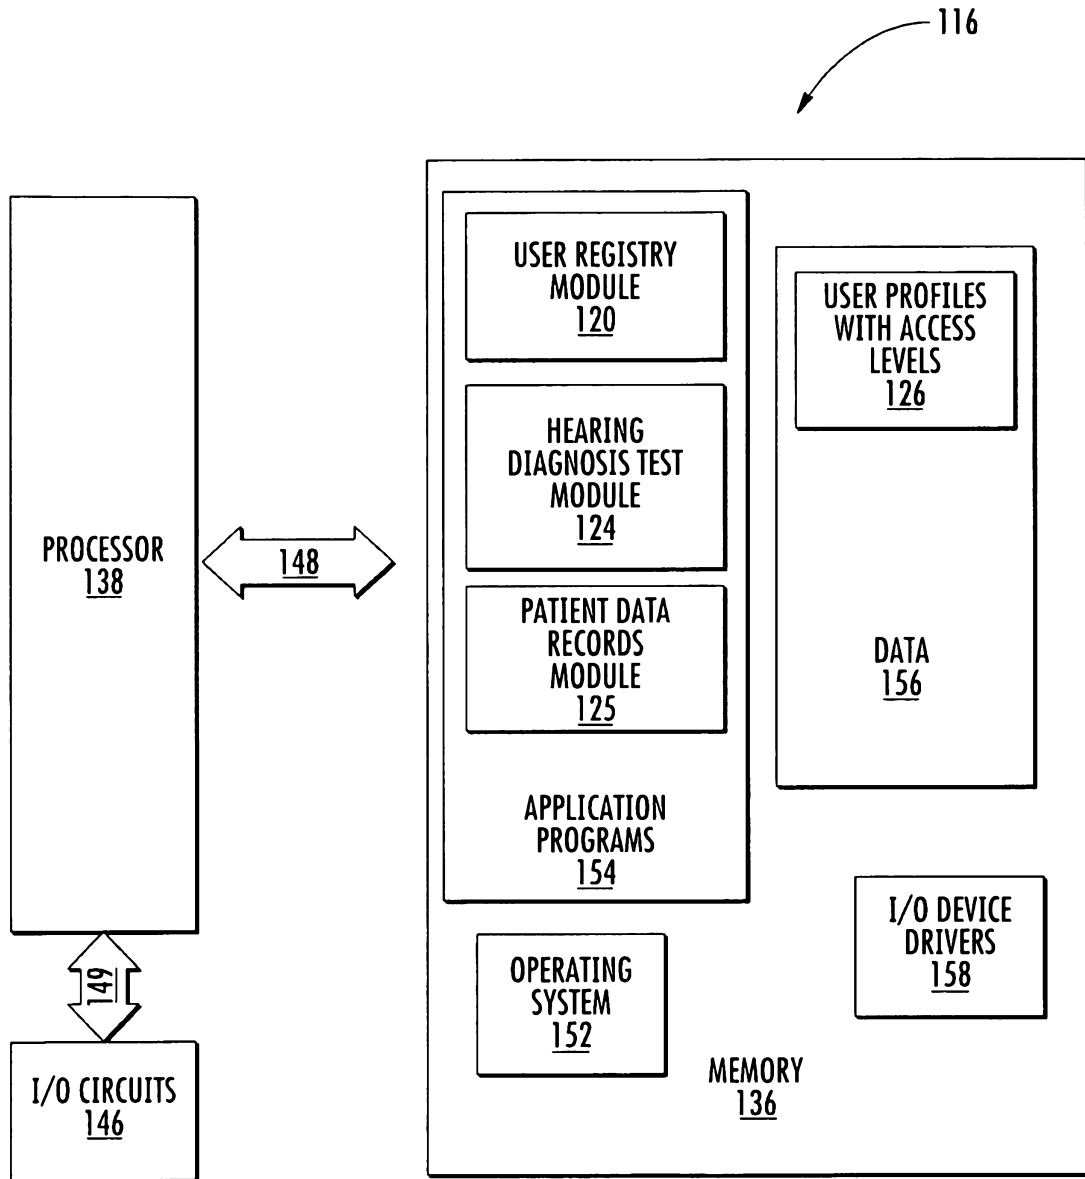 116
USER REGISTRY
MODULE
120
HEARING
DIAGNOSIS TEST
MODULE
124
PATIENT DATA
RECORDS
MODULE
125
APPLICATION
PROGRAMS
154
USER PROFILES
WITH ACCESS
LEVELS
126
DATA
156
PROCESSOR
138
148
149
I/O CIRCUITS
146
OPERATING
SYSTEM
152
I/O DEVICE
DRIVERS
158
MEMORY
136